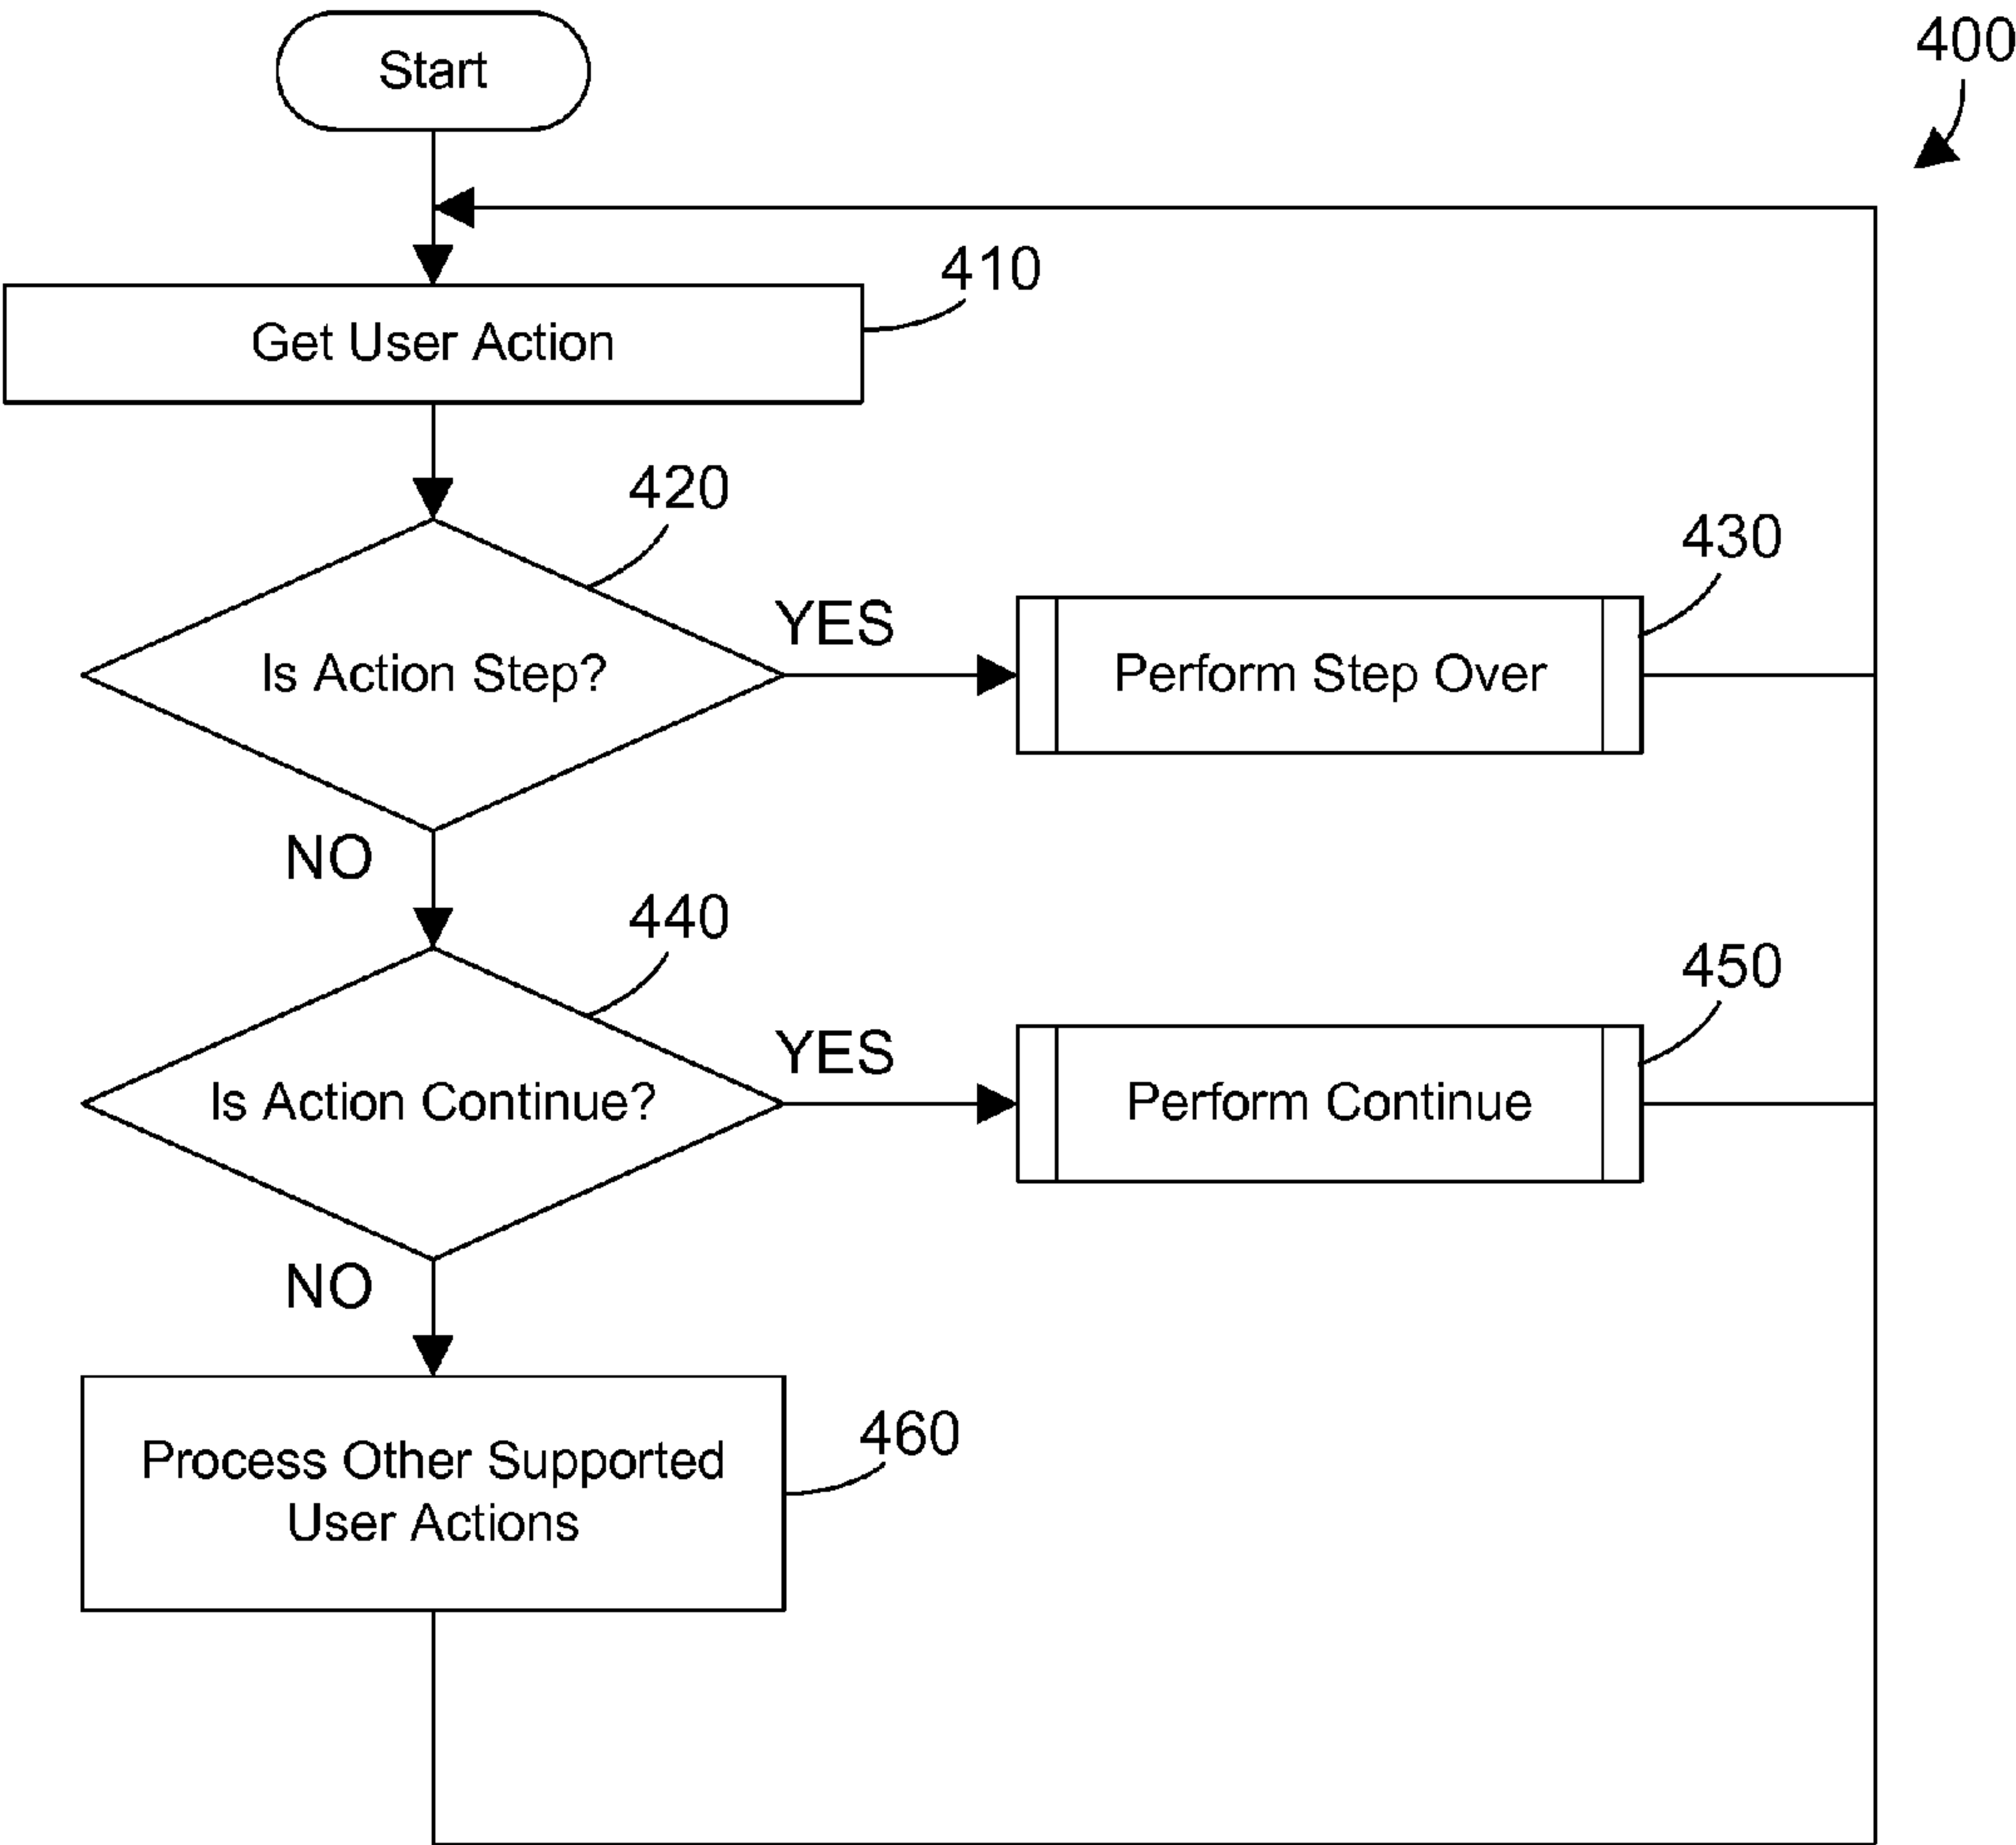 Start
400
410
Get User Action
420
430
YES
Is Action Step?
Perform Step Over
NO
440
450
YES
Is Action Continue?
Perform Continue
NO
460
Process Other Supported
User Actions